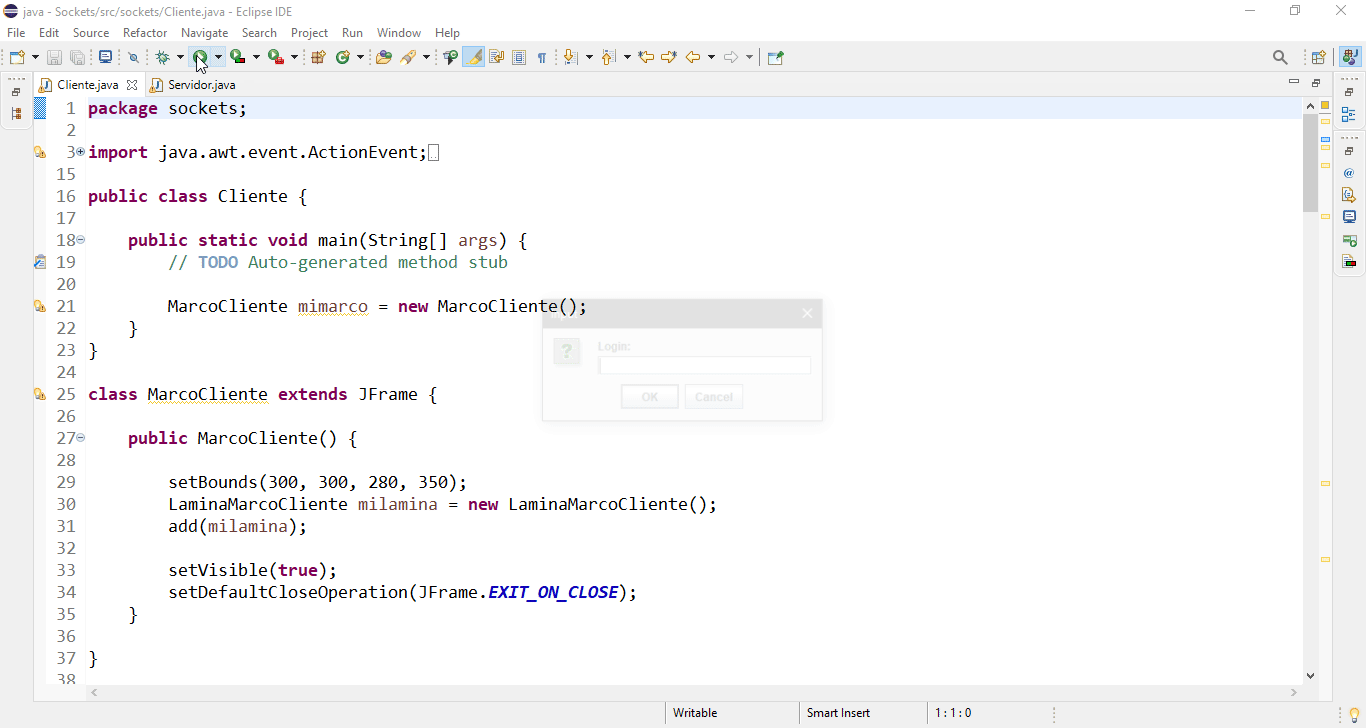 java - Sockets/src/sockets/Cliente.java - Eclipse IDE
File Edit Source Refactor Navigate Search Project Run Window Help
Cliente.java Servidor.java
1 package sockets;
2
3 import java.awt.event.ActionEvent;
15
16 public class Cliente {
17
18 public static void main(String[] args) {
19 // TODO Auto-generated method stub
20
21 MarcoCliente mimarco = new MarcoCliente();
22 }
23 }
24
25 class MarcoCliente extends JFrame {
26
27 public MarcoCliente() {
28
29 setBounds(300, 300, 280, 350);
30 LaminaMarcoCliente milamina = new LaminaMarcoCliente();
31 add(milamina);
32
33 setVisible(true);
34 setDefaultCloseOperation(JFrame.EXIT_ON_CLOSE);
35 }
36
37 }
38
?
Login:
OK Cancel
Writable Smart Insert 1 : 1 : 0